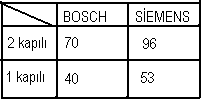 BOSCH SİEMENS
2 kapılı 70 96
1 kapılı 40 53